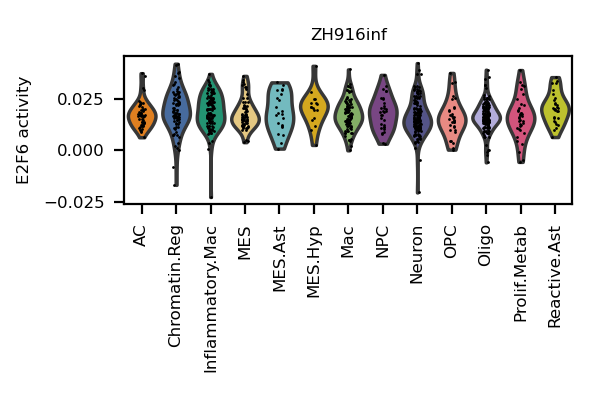 ZH916inf
E2F6 activity
0.025
0.000
−0.025
AC
Chromatin.Reg
Inflammatory.Mac
MES
MES.Ast
MES.Hyp
Mac
NPC
Neuron
OPC
Oligo
Prolif.Metab
Reactive.Ast